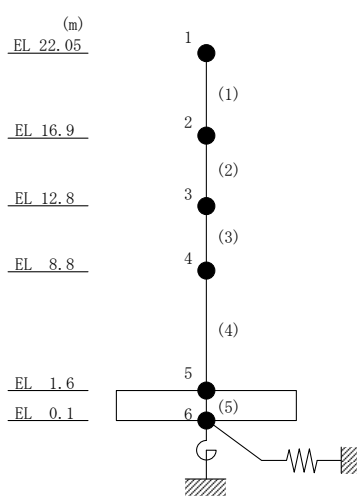 (m)
EL 22.05
1
(1)
EL 16.9
2
(2)
EL 12.8
3
(3)
EL 8.8
4
(4)
EL 1.6
5
(5)
EL 0.1
6